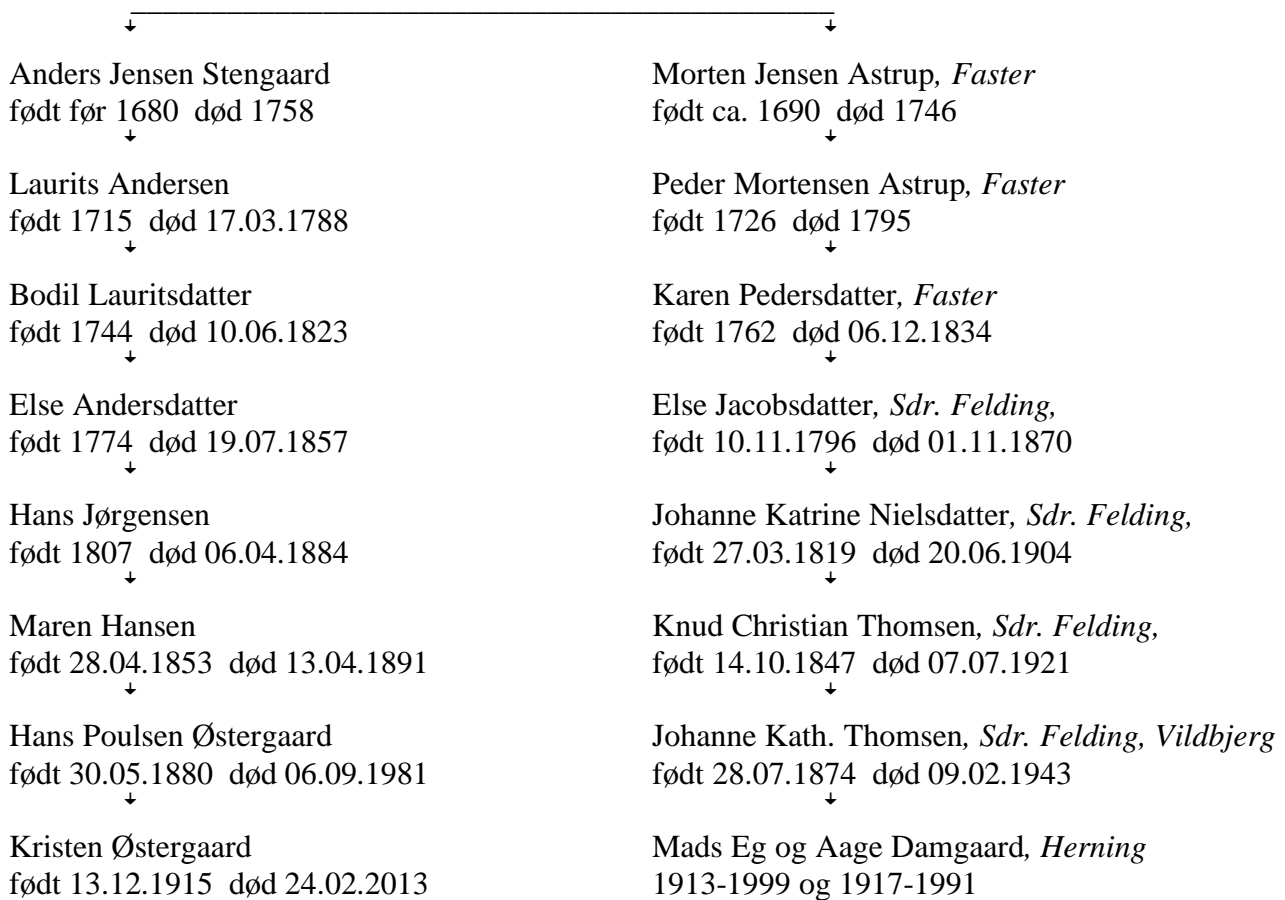 Anders Jensen Stengaard
født før 1680 død 1758
Laurits Andersen
født 1715 død 17.03.1788
Bodil Lauritsdatter
født 1744 død 10.06.1823
Else Andersdatter
født 1774 død 19.07.1857
Hans Jørgensen
født 1807 død 06.04.1884
Maren Hansen
født 28.04.1853 død 13.04.1891
Hans Poulsen Østergaard
født 30.05.1880 død 06.09.1981
Kristen Østergaard
født 13.12.1915 død 24.02.2013
Morten Jensen Astrup, Faster
født ca. 1690 død 1746
Peder Mortensen Astrup, Faster
født 1726 død 1795
Karen Pedersdatter, Faster
født 1762 død 06.12.1834
Else Jacobsdatter, Sdr. Felding,
født 10.11.1796 død 01.11.1870
Johanne Katrine Nielsdatter, Sdr. Felding,
født 27.03.1819 død 20.06.1904
Knud Christian Thomsen, Sdr. Felding,
født 14.10.1847 død 07.07.1921
Johanne Kath. Thomsen, Sdr. Felding, Vildbjerg
født 28.07.1874 død 09.02.1943
Mads Eg og Aage Damgaard, Herning
1913-1999 og 1917-1991